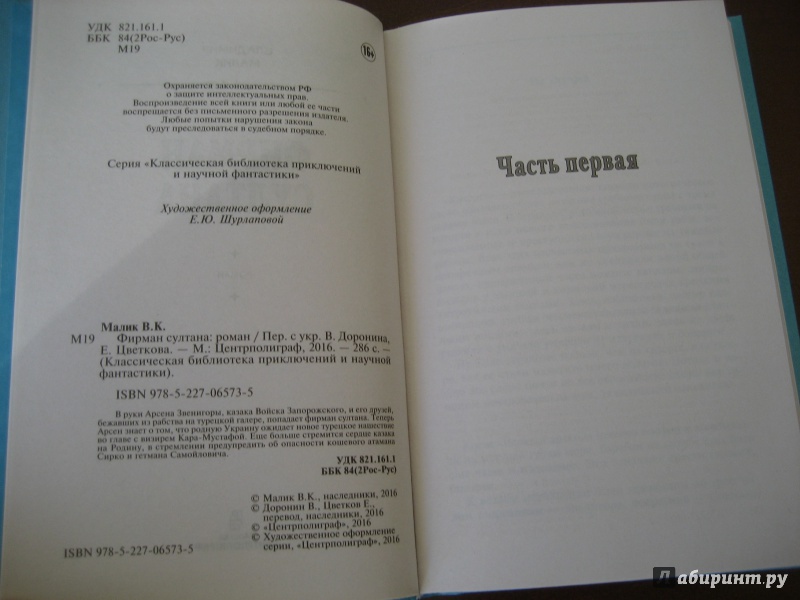 УДК 821.161.1
ББК 84(2Рос-Рус)
М19
16+
Охраняется законодательством РФ
о защите интеллектуальных прав.
Воспроизведение всей книги или любой ее части
воспрещается без письменного разрешения издателя.
Любые попытки нарушения закона
будут преследоваться в судебном порядке.
Серия «Классическая библиотека приключений
и научной фантастики»
Художественное оформление
Е.Ю. Шурлаповой
Малик В.К.
М19 Фирман султана: роман / Пер. с укр. В. Доронина,
Е. Цветкова. — М.: Центрполиграф, 2016. — 286 с. —
(Классическая библиотека приключений и научной
фантастики).
ISBN 978-5-227-06573-5
В руки Арсена Звенигоры, казака Войска Запорожского, и его друзей,
бежавших из рабства на турецкой галере, попадает фирман султана. Теперь
Арсен знает о том, что родную Украину ожидает новое турецкое нашествие
во главе с визирем Кара-Мустафой. Еще больше стремится сердце казака
на Родину, в стремлении предупредить об опасности кошевого атамана
Сирко и гетмана Самойловича.
УДК 821.161.1
ББК 84(2Рос-Рус)
© Малик В.К., наследники, 2016
© Доронин В., Цветков Е.,
перевод, наследники, 2016
© «Центрполиграф», 2016
© Художественное оформление
серии, «Центрполиграф», 2016
ISBN 978-5-227-06573-5
Часть первая
Лабиринт.ру